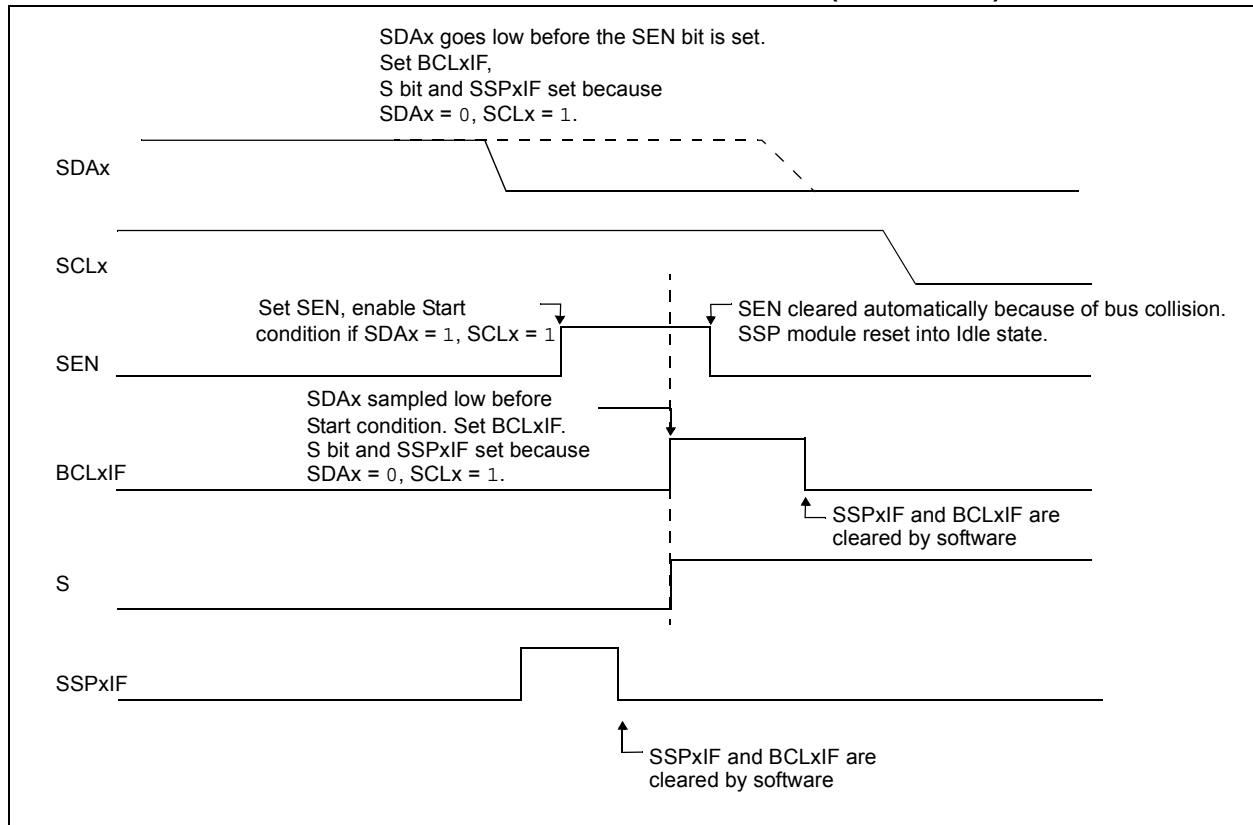 SDAx goes low before the SEN bit is set.
Set BCLxIF,
S bit and SSPxIF set because
SDAx = 0, SCLx = 1.
SDAx
SCLx
Set SEN, enable Start
condition if SDAx = 1, SCLx = 1
SEN cleared automatically because of bus collision.
SSP module reset into Idle state.
SEN
SDAx sampled low before
Start condition. Set BCLxIF.
S bit and SSPxIF set because
SDAx = 0, SCLx = 1.
BCLxIF
SSPxIF and BCLxIF are
cleared by software
S
SSPxIF
SSPxIF and BCLxIF are
cleared by software